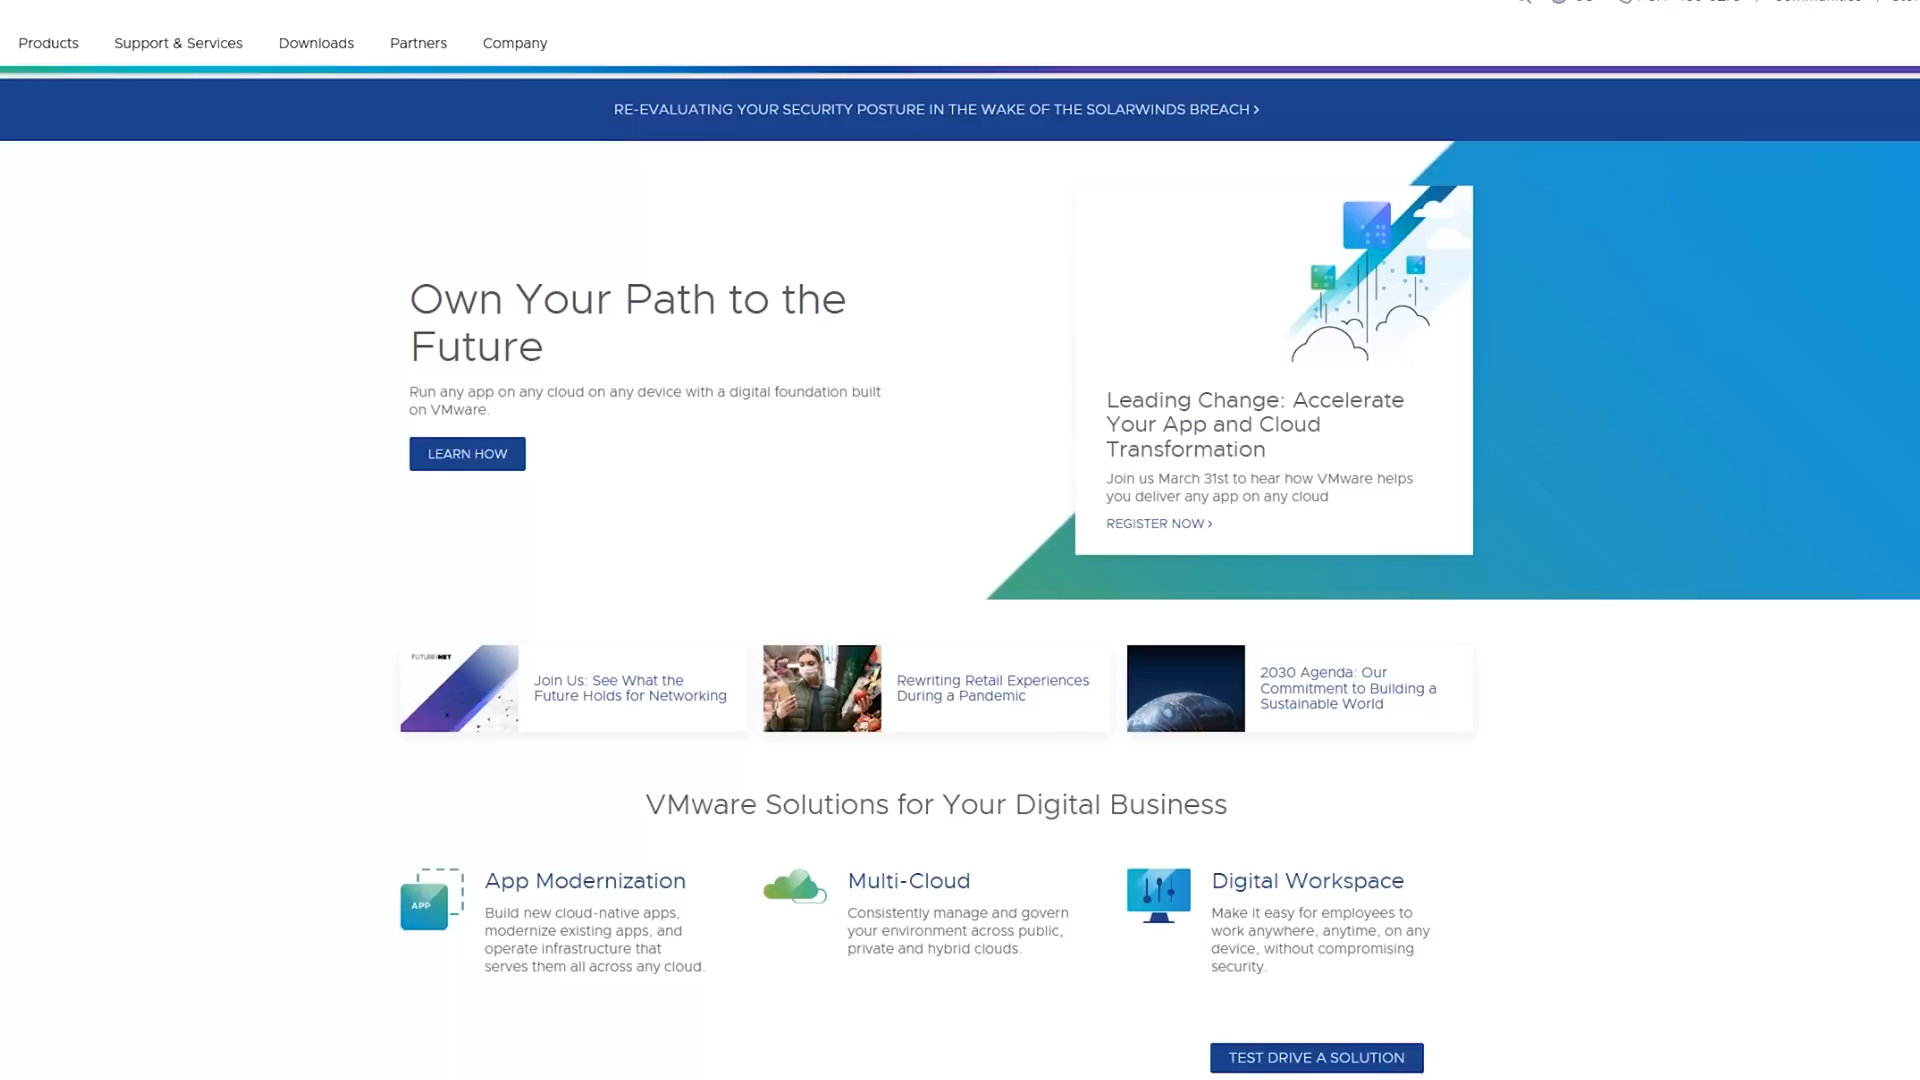 Products
Support & Services
Downloads
Partners
Company
RE-EVALUATING YOUR SECURITY POSTURE IN THE WAKE OF THE SOLARWINDS BREACH >
Own Your Path to the
Future
Run any app on any cloud on any device with a digital foundation built
on VMware.
LEARN HOW
Leading Change: Accelerate
Your App and Cloud
Transformation
Join us March 31st to hear how VMware helps
you deliver any app on any cloud
REGISTER NOW >
FUTURE:NET
Join Us: See What the
Future Holds for Networking
Rewriting Retail Experiences
During a Pandemic
2030 Agenda: Our
Commitment to Building a
Sustainable World
VMware Solutions for Your Digital Business
APP
App Modernization
Build new cloud-native apps,
modernize existing apps, and
operate infrastructure that
serves them all across any cloud.
Multi-Cloud
Consistently manage and govern
your environment across public,
private and hybrid clouds.
Digital Workspace
Make it easy for employees to
work anywhere, anytime, on any
device, without compromising
security.
TEST DRIVE A SOLUTION